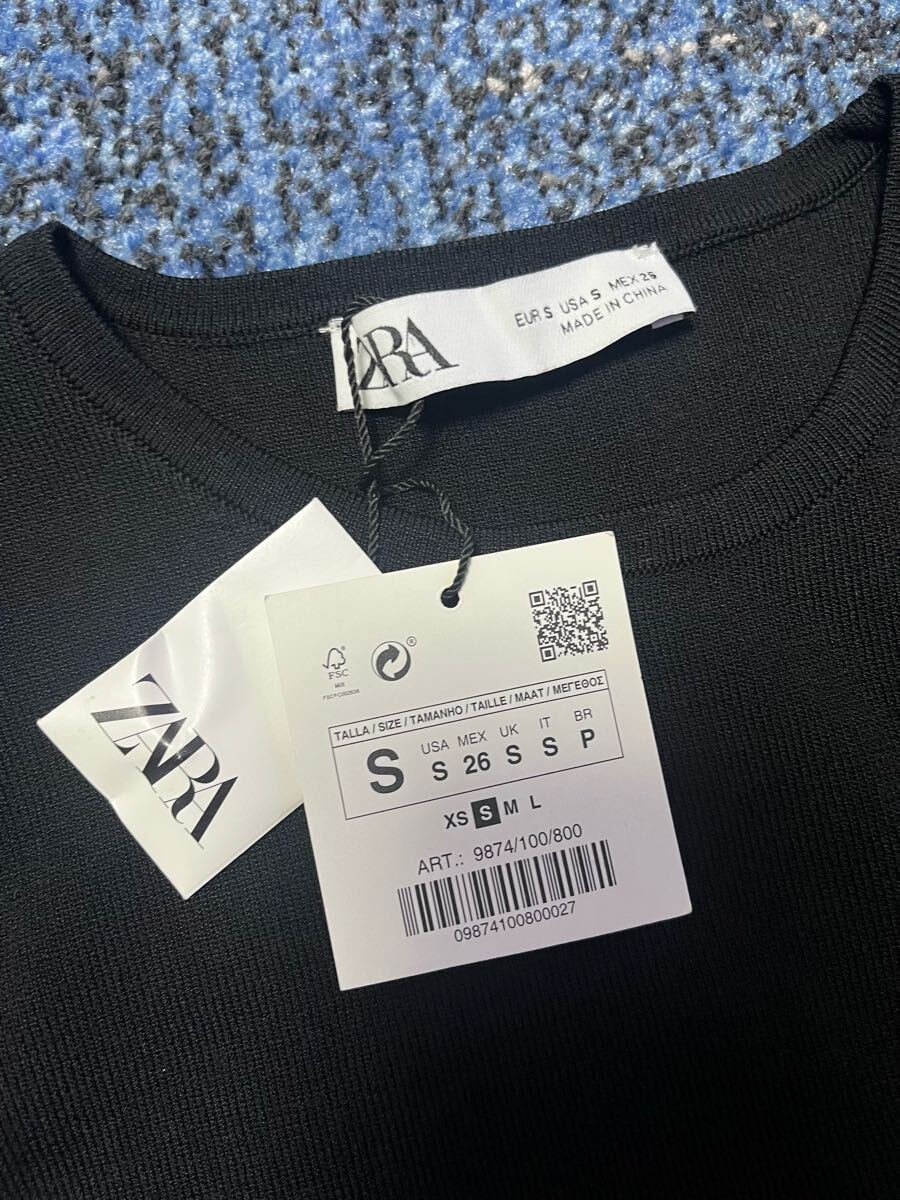 ZARA
EUR S USA S MEX 26
MADE IN CHINA
ZARA
FSC
MIX
®
TALLA / SIZE / TAMANHO / TAILLE / MAAT / ΜΕΓΕΘΟΣ
S
USA MEX UK IT BR
S 26 S S P
XS S M L
ART.: 9874/100/800
09874100800027